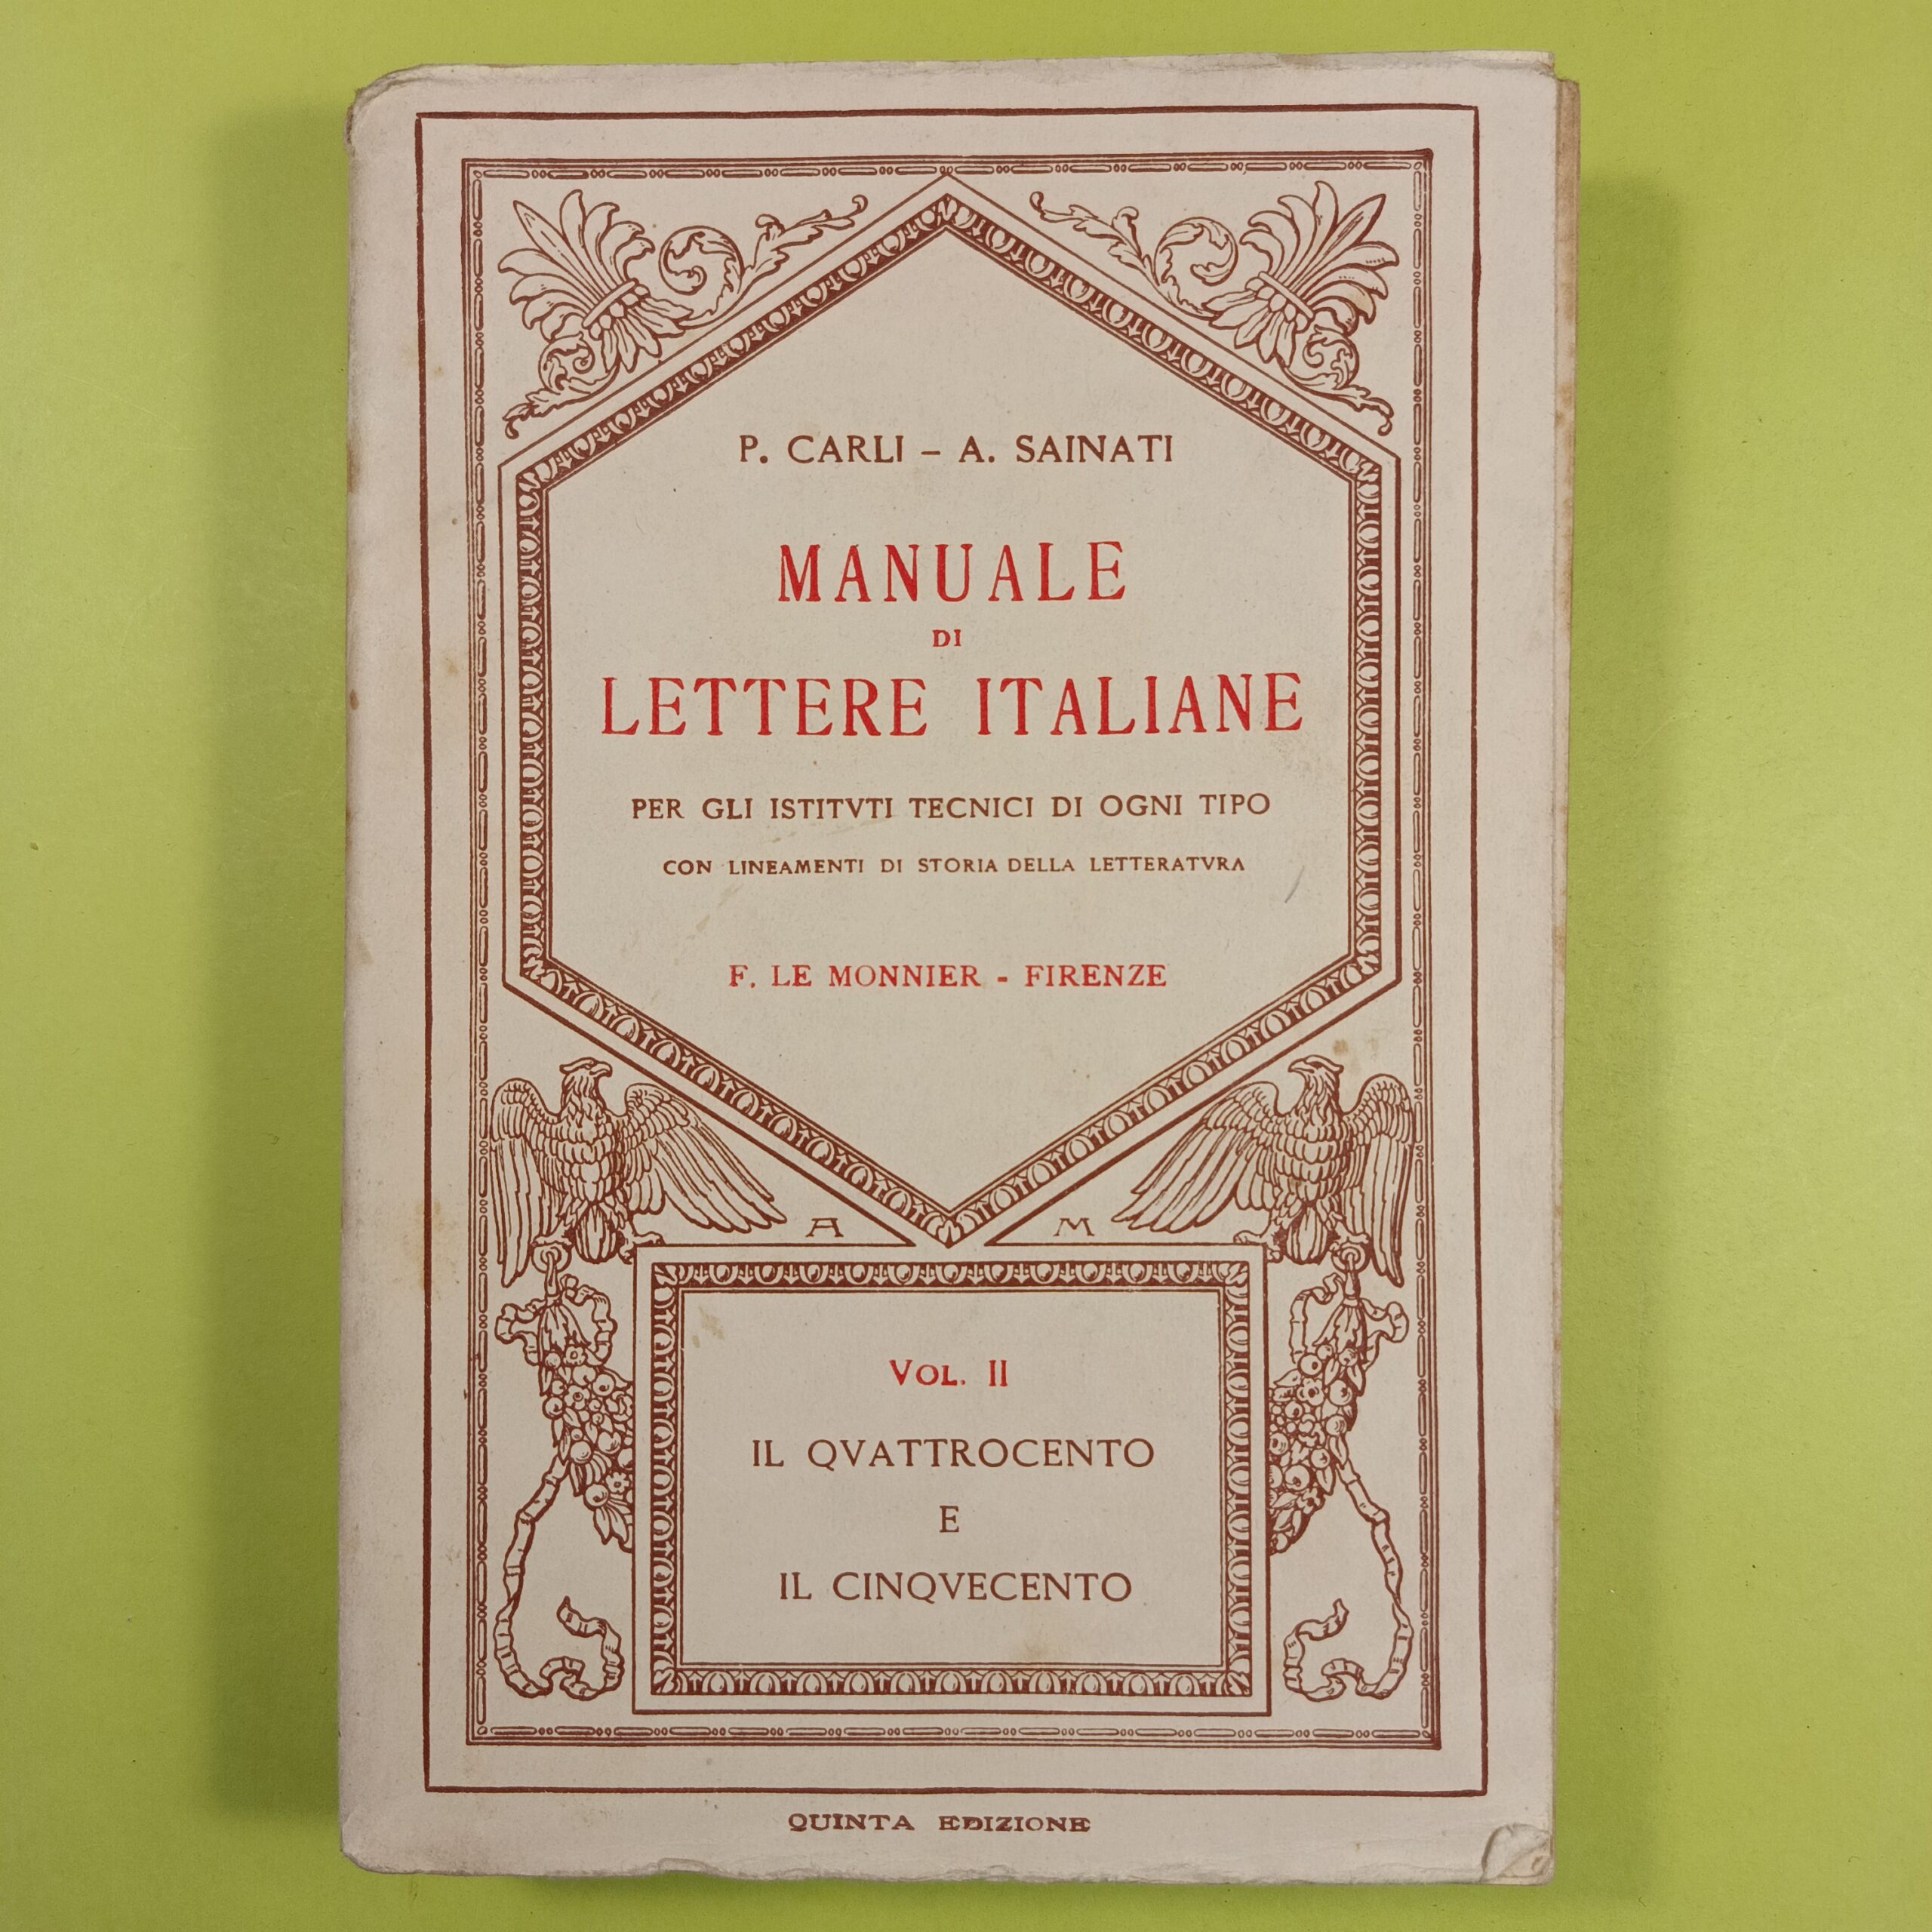 P. CARLI – A. SAINATI
MANUALE
DI
LETTERE ITALIANE
PER GLI ISTITVTI TECNICI DI OGNI TIPO
CON LINEAMENTI DI STORIA DELLA LETTERATVRA
F. LE MONNIER - FIRENZE
A M
VOL. II
IL QVATTROCENTO
E
IL CINQVECENTO
QUINTA EDIZIONE